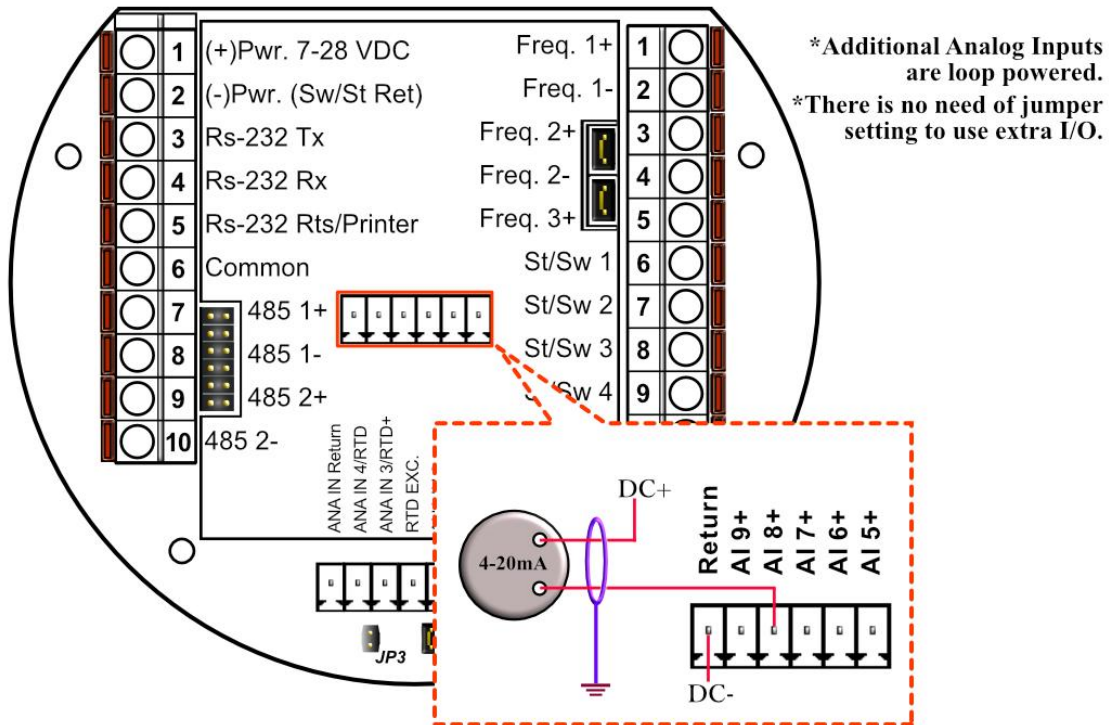 1 (+)Pwr. 7-28 VDC
2 (-)Pwr. (Sw/St Ret)
3 Rs-232 Tx
4 Rs-232 Rx
5 Rs-232 Rts/Printer
6 Common
7 485 1+
8 485 1-
9 485 2+
10 485 2-
Freq. 1+ 1
Freq. 1- 2
Freq. 2+ 3
Freq. 2- 4
Freq. 3+ 5
St/Sw 1 6
St/Sw 2 7
St/Sw 3 8
St/Sw 4 9
*Additional Analog Inputs
are loop powered.
*There is no need of jumper
setting to use extra I/O.
ANA IN Return
ANA IN 4/RTD
ANA IN 3/RTD+
RTD EXC.
JP3
4-20mA
DC+
Return
AI 9+
AI 8+
AI 7+
AI 6+
AI 5+
DC-